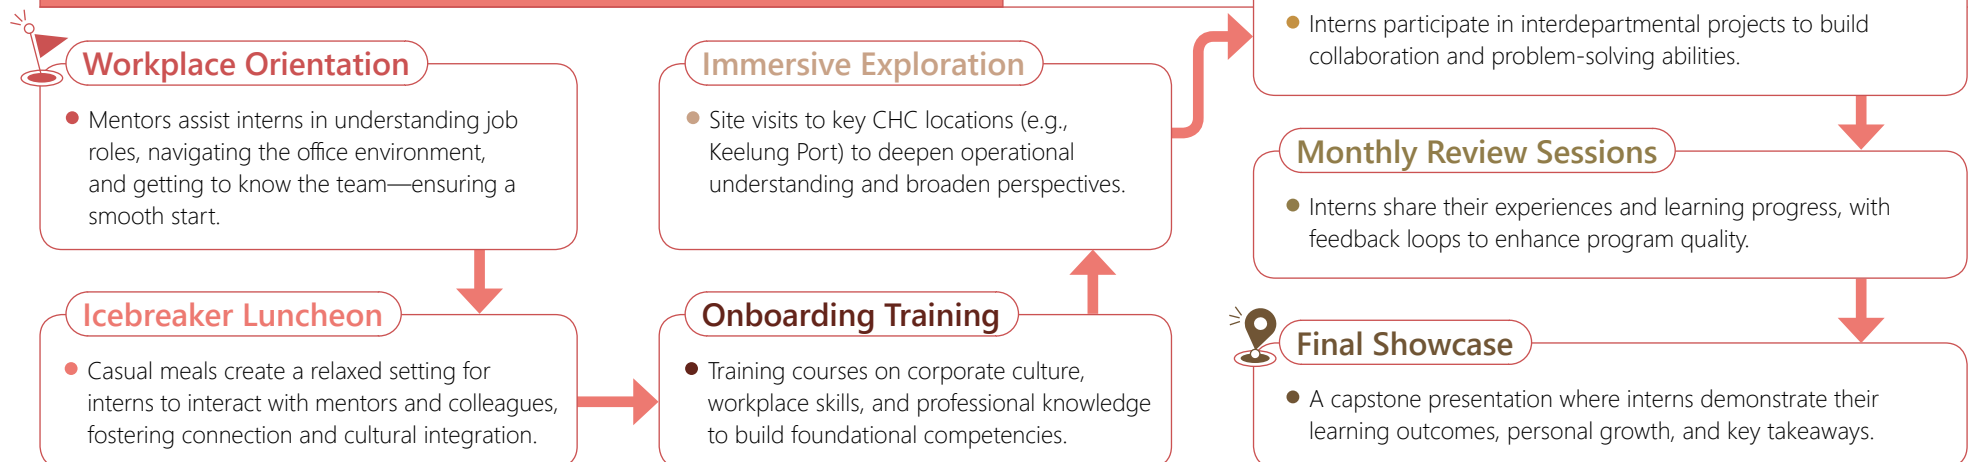 Workplace Orientation
Mentors assist interns in understanding job
roles, navigating the office environment,
and getting to know the team—ensuring a
smooth start.
Icebreaker Luncheon
Casual meals create a relaxed setting for
interns to interact with mentors and colleagues,
fostering connection and cultural integration.
Onboarding Training
Training courses on corporate culture,
workplace skills, and professional knowledge
to build foundational competencies.
Immersive Exploration
Site visits to key CHC locations (e.g.,
Keelung Port) to deepen operational
understanding and broaden perspectives.
Interns participate in interdepartmental projects to build
collaboration and problem-solving abilities.
Monthly Review Sessions
Interns share their experiences and learning progress, with
feedback loops to enhance program quality.
Final Showcase
A capstone presentation where interns demonstrate their
learning outcomes, personal growth, and key takeaways.